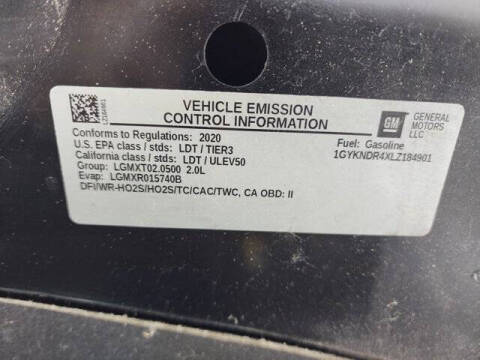 LZ184901
VEHICLE EMISSION
CONTROL INFORMATION
GM
GENERAL
MOTORS
LLC
Conforms to Regulations: 2020
U.S. EPA class / stds: LDT / TIER3
Fuel: Gasoline
California class / stds: LDT / ULEV50
1GYKNDR4XLZ184901
Group: LGMXT02.0500 2.0L
Evap: LGMXR015740B
DFI/WR-HO2S/HO2S/TC/CAC/TWC, CA OBD: II